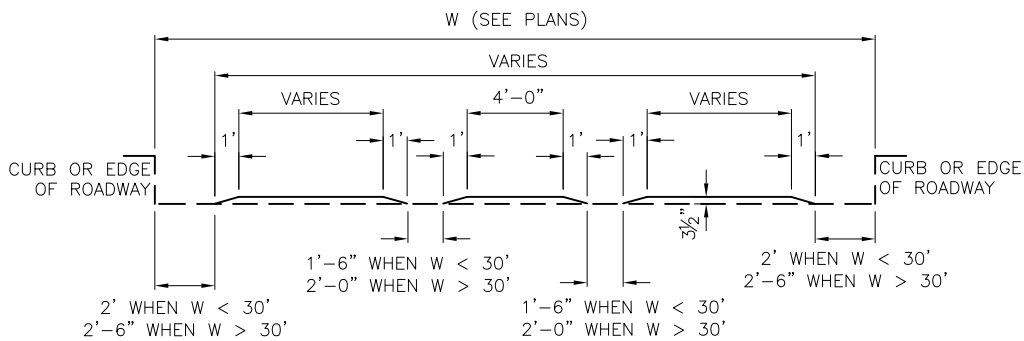 W (SEE PLANS)
VARIES
VARIES
4'-0"
VARIES
1'
1'
1'
1'
1'
1'
CURB OR EDGE
OF ROADWAY
CURB OR EDGE
OF ROADWAY
3½"
1'-6" WHEN W < 30'
2'-0" WHEN W > 30'
2' WHEN W < 30'
2'-6" WHEN W > 30'
2' WHEN W < 30'
2'-6" WHEN W > 30'
1'-6" WHEN W < 30'
2'-0" WHEN W > 30'